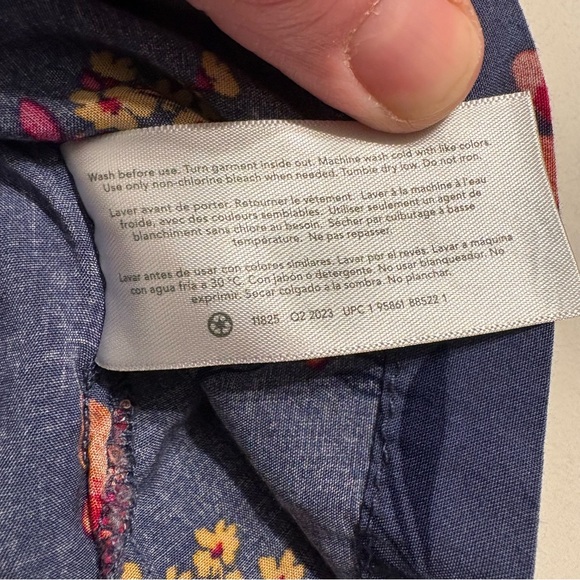 Wash before use. Turn garment inside out. Machine wash cold with like colors.
Use only non-chlorine bleach when needed. Tumble dry low. Do not iron.
Laver avant de porter. Retourner le vêtement. Laver à la machine à l'eau
froide, avec des couleurs semblables. Utiliser seulement un agent de
blanchiment sans chlore au besoin. Sécher par culbutage à basse
température. Ne pas repasser.
Lavar antes de usar con colores similares. Lavar por el revés. Lavar a máquina
con agua fría a 30 °C. Con jabón o detergente. No usar blanqueador. No
exprimir. Secar colgado a la sombra. No planchar.
11825 Q2 2023 UPC 1 95861 88522 1